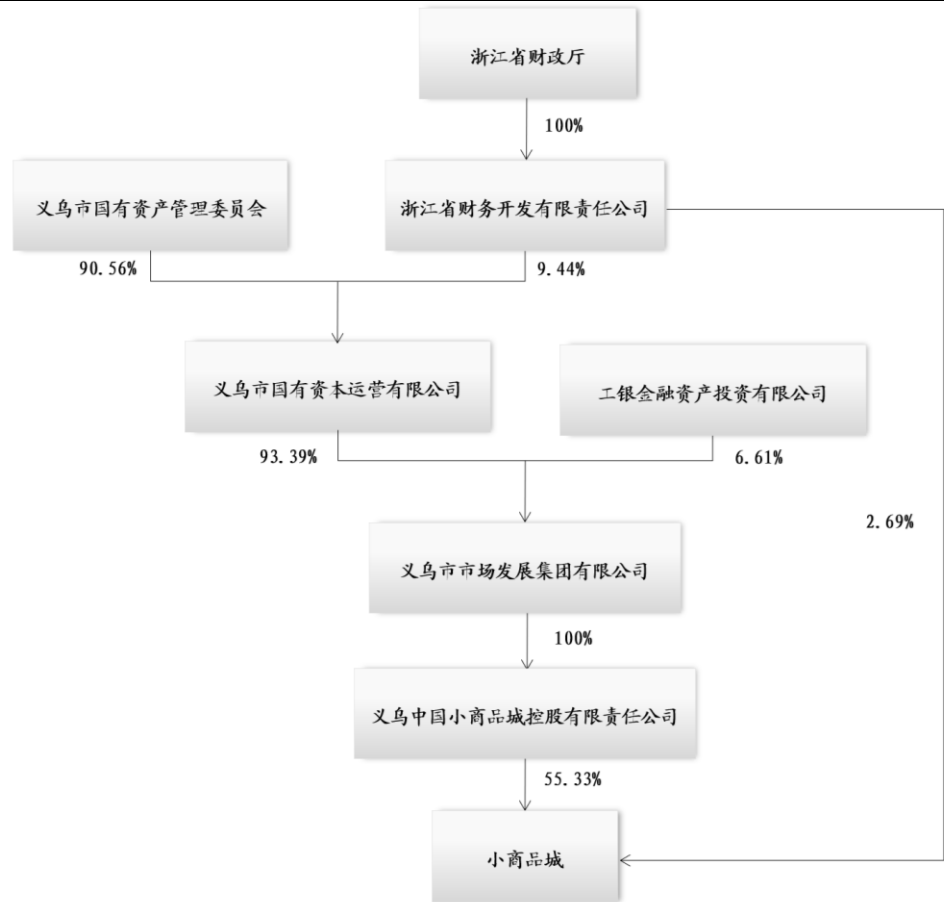 浙江省财政厅
100%
义乌市国有资产管理委员会
浙江省财务开发有限责任公司
90.56%
9.44%
义乌市国有资本运营有限公司
工银金融资产投资有限公司
93.39%
6.61%
2.69%
义乌市市场发展集团有限公司
100%
义乌中国小商品城控股有限责任公司
55.33%
小商品城